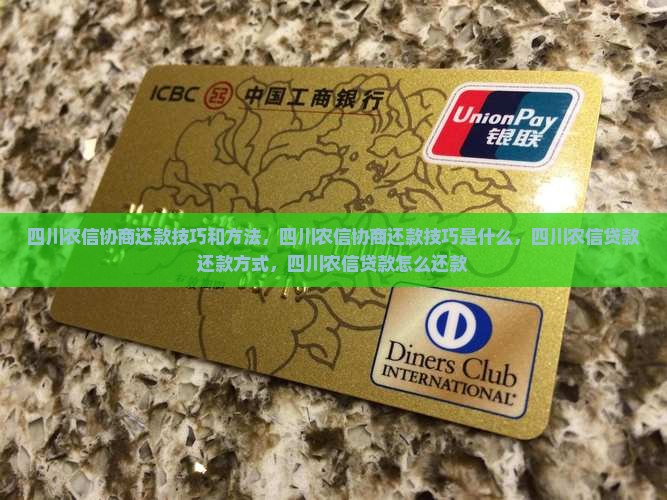 ICBC 中国工商银行
UnionPay
银联
四川农信协商还款技巧和方法，四川农信协商还款技巧是什么，四川农信贷款
还款方式，四川农信贷款怎么还款
Diners Club
INTERNATIONAL